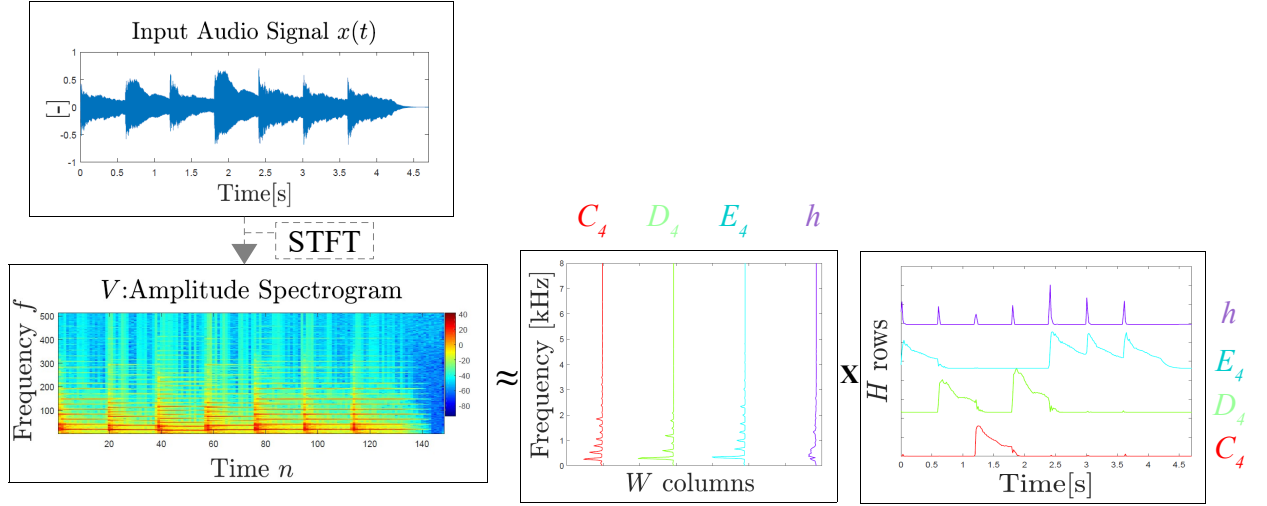 Input Audio Signal x(t)
1
0.5
0
-0.5
-1
[-]
0 0.5 1 1.5 2 2.5 3 3.5 4 4.5
Time[s]
STFT
V:Amplitude Spectrogram
Frequency f
500
400
300
200
100
20 40 60 80 100 120 140
Time n
40
20
0
-20
-40
-60
-80
≈
C4 D4 E4 h
Frequency [kHz]
8
7
6
5
4
3
2
1
0
W columns
x
H rows
h
E4
D4
C4
0 0.5 1 1.5 2 2.5 3 3.5 4 4.5
Time[s]